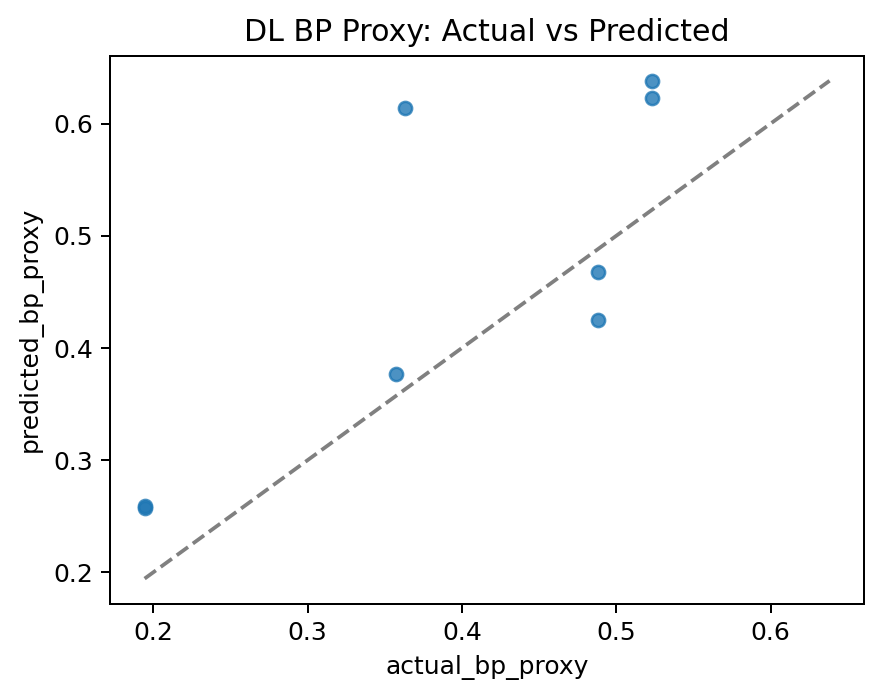 DL BP Proxy: Actual vs Predicted
predicted_bp_proxy
0.6
0.5
0.4
0.3
0.2
0.2 0.3 0.4 0.5 0.6
actual_bp_proxy